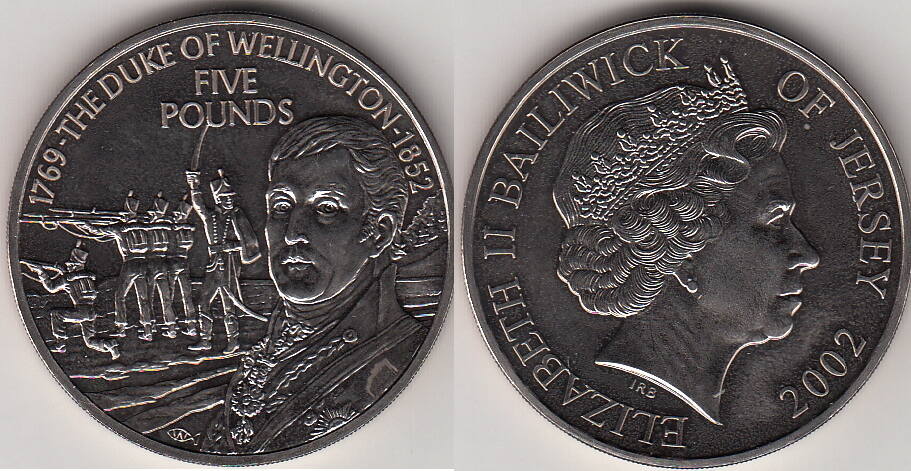 1769-THE DUKE OF WELLINGTON-1852
FIVE
POUNDS
ELIZABETH II BAILIWICK OF JERSEY
2002
IRB